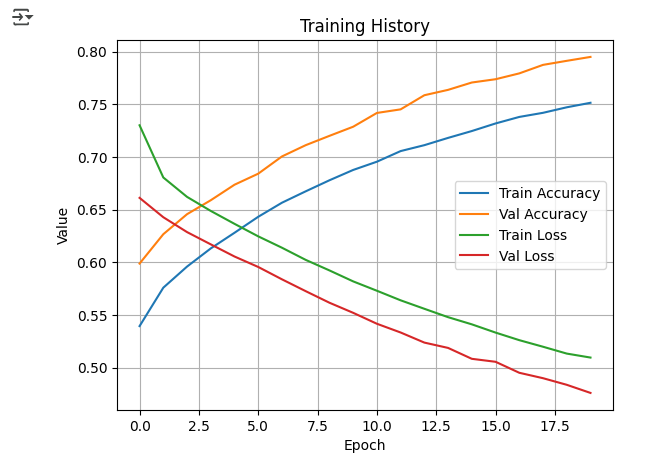 Training History
Value
0.80
0.75
0.70
0.65
0.60
0.55
0.50
Train Accuracy
Val Accuracy
Train Loss
Val Loss
0.0 2.5 5.0 7.5 10.0 12.5 15.0 17.5
Epoch